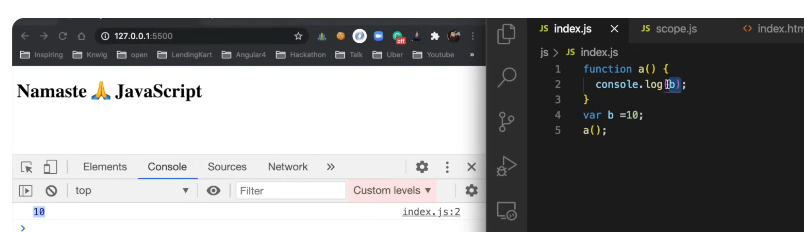 127.0.0.1:5500
Inspiring Knwlg open LendingKart Angular4 Hackathon Talk Uber Youtube »
Namaste 🙏 JavaScript
Elements Console Sources Network »
top Filter Custom levels ▼
10 index.js:2
>
JS index.js × JS scope.js <> index.htm
js > JS index.js
1 function a() {
2 console.log(b);
3 }
4 var b =10;
5 a();